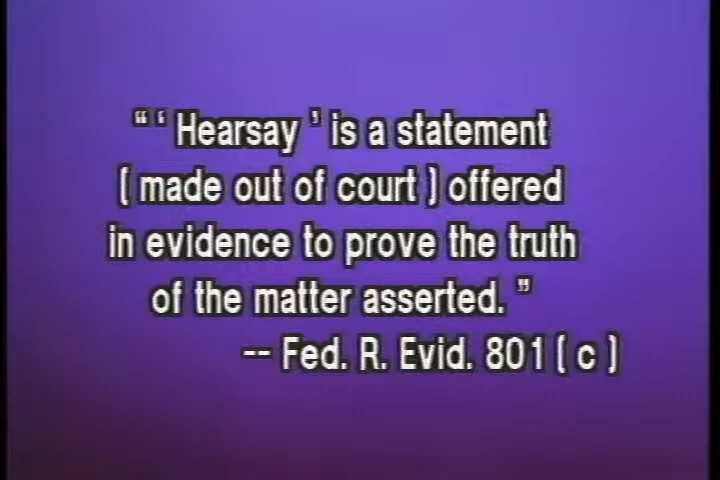 “ ‘ Hearsay ’ is a statement
( made out of court ) offered
in evidence to prove the truth
of the matter asserted. ”
-- Fed. R. Evid. 801 ( c )